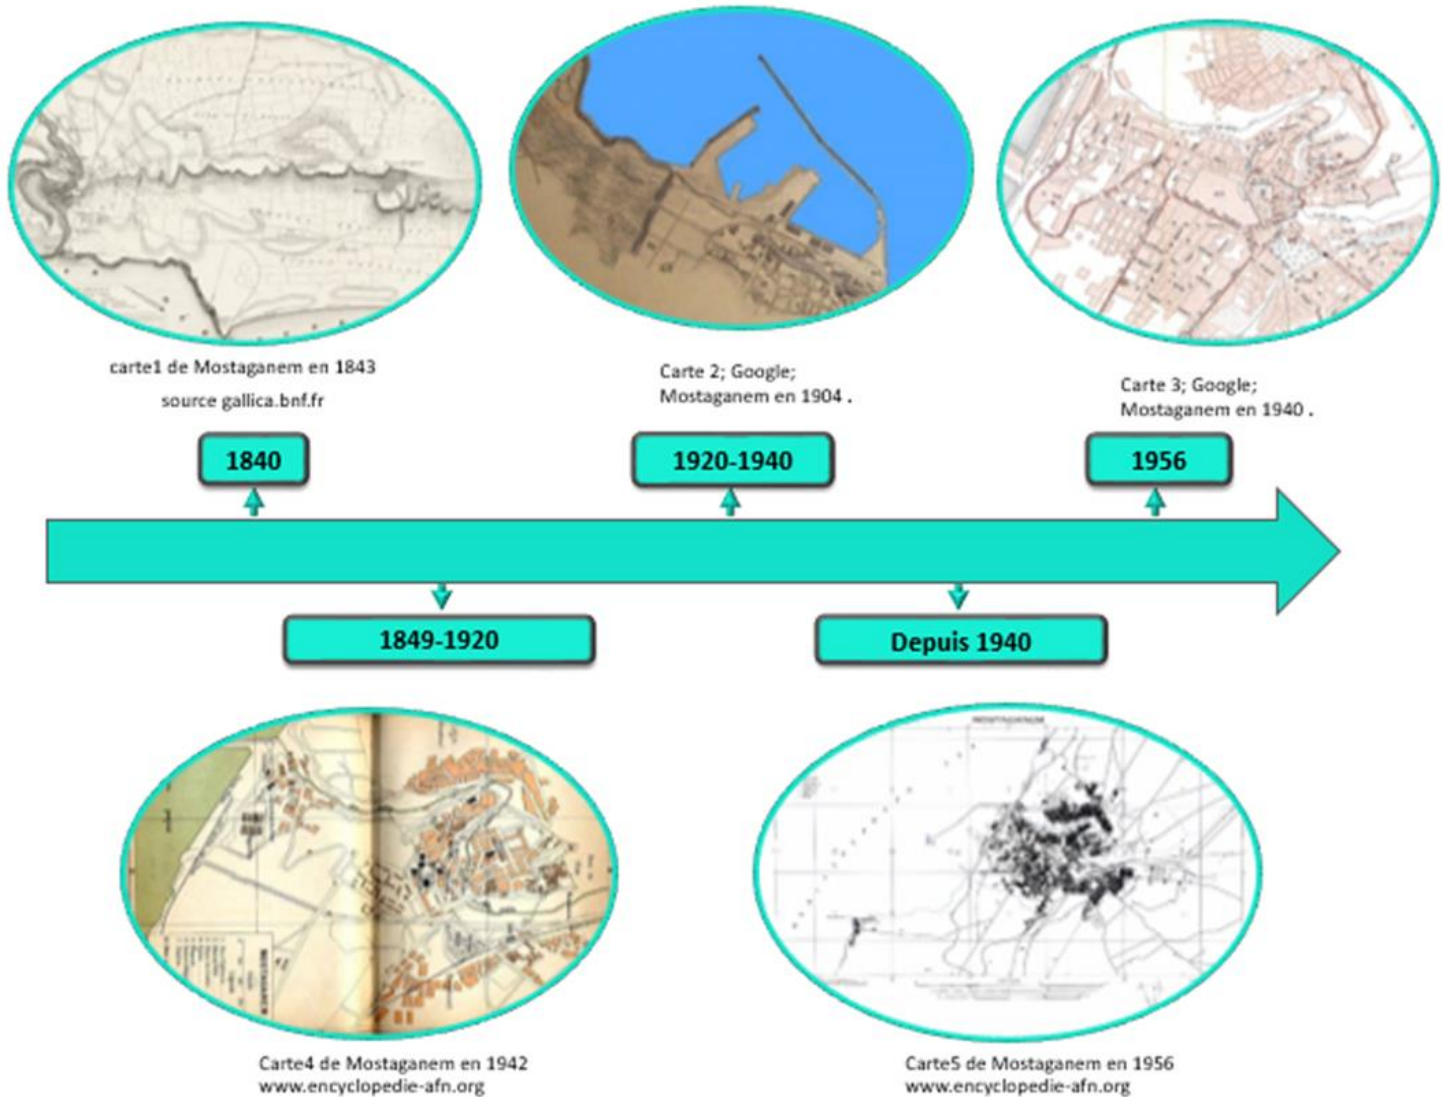 carte1 de Mostaganem en 1843
source gallica.bnf.fr
Carte 2; Google;
Mostaganem en 1904 .
Carte 3; Google;
Mostaganem en 1940 .
1840
1920-1940
1956
1849-1920
Depuis 1940
MOSTAGANEM
MOSTAGANEM
Carte4 de Mostaganem en 1942
www.encyclopedie-afn.org
Carte5 de Mostaganem en 1956
www.encyclopedie-afn.org